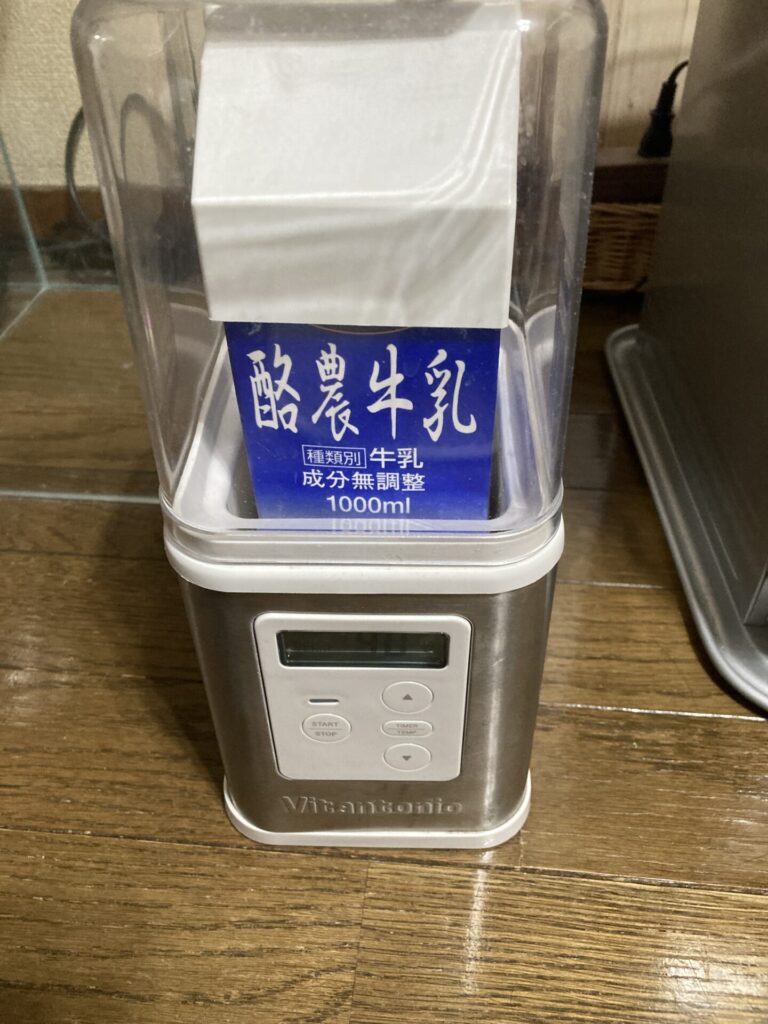 酪農牛乳
種類別 牛乳
成分無調整
1000ml
START
STOP
TIMER
TEMP
Vitantonio